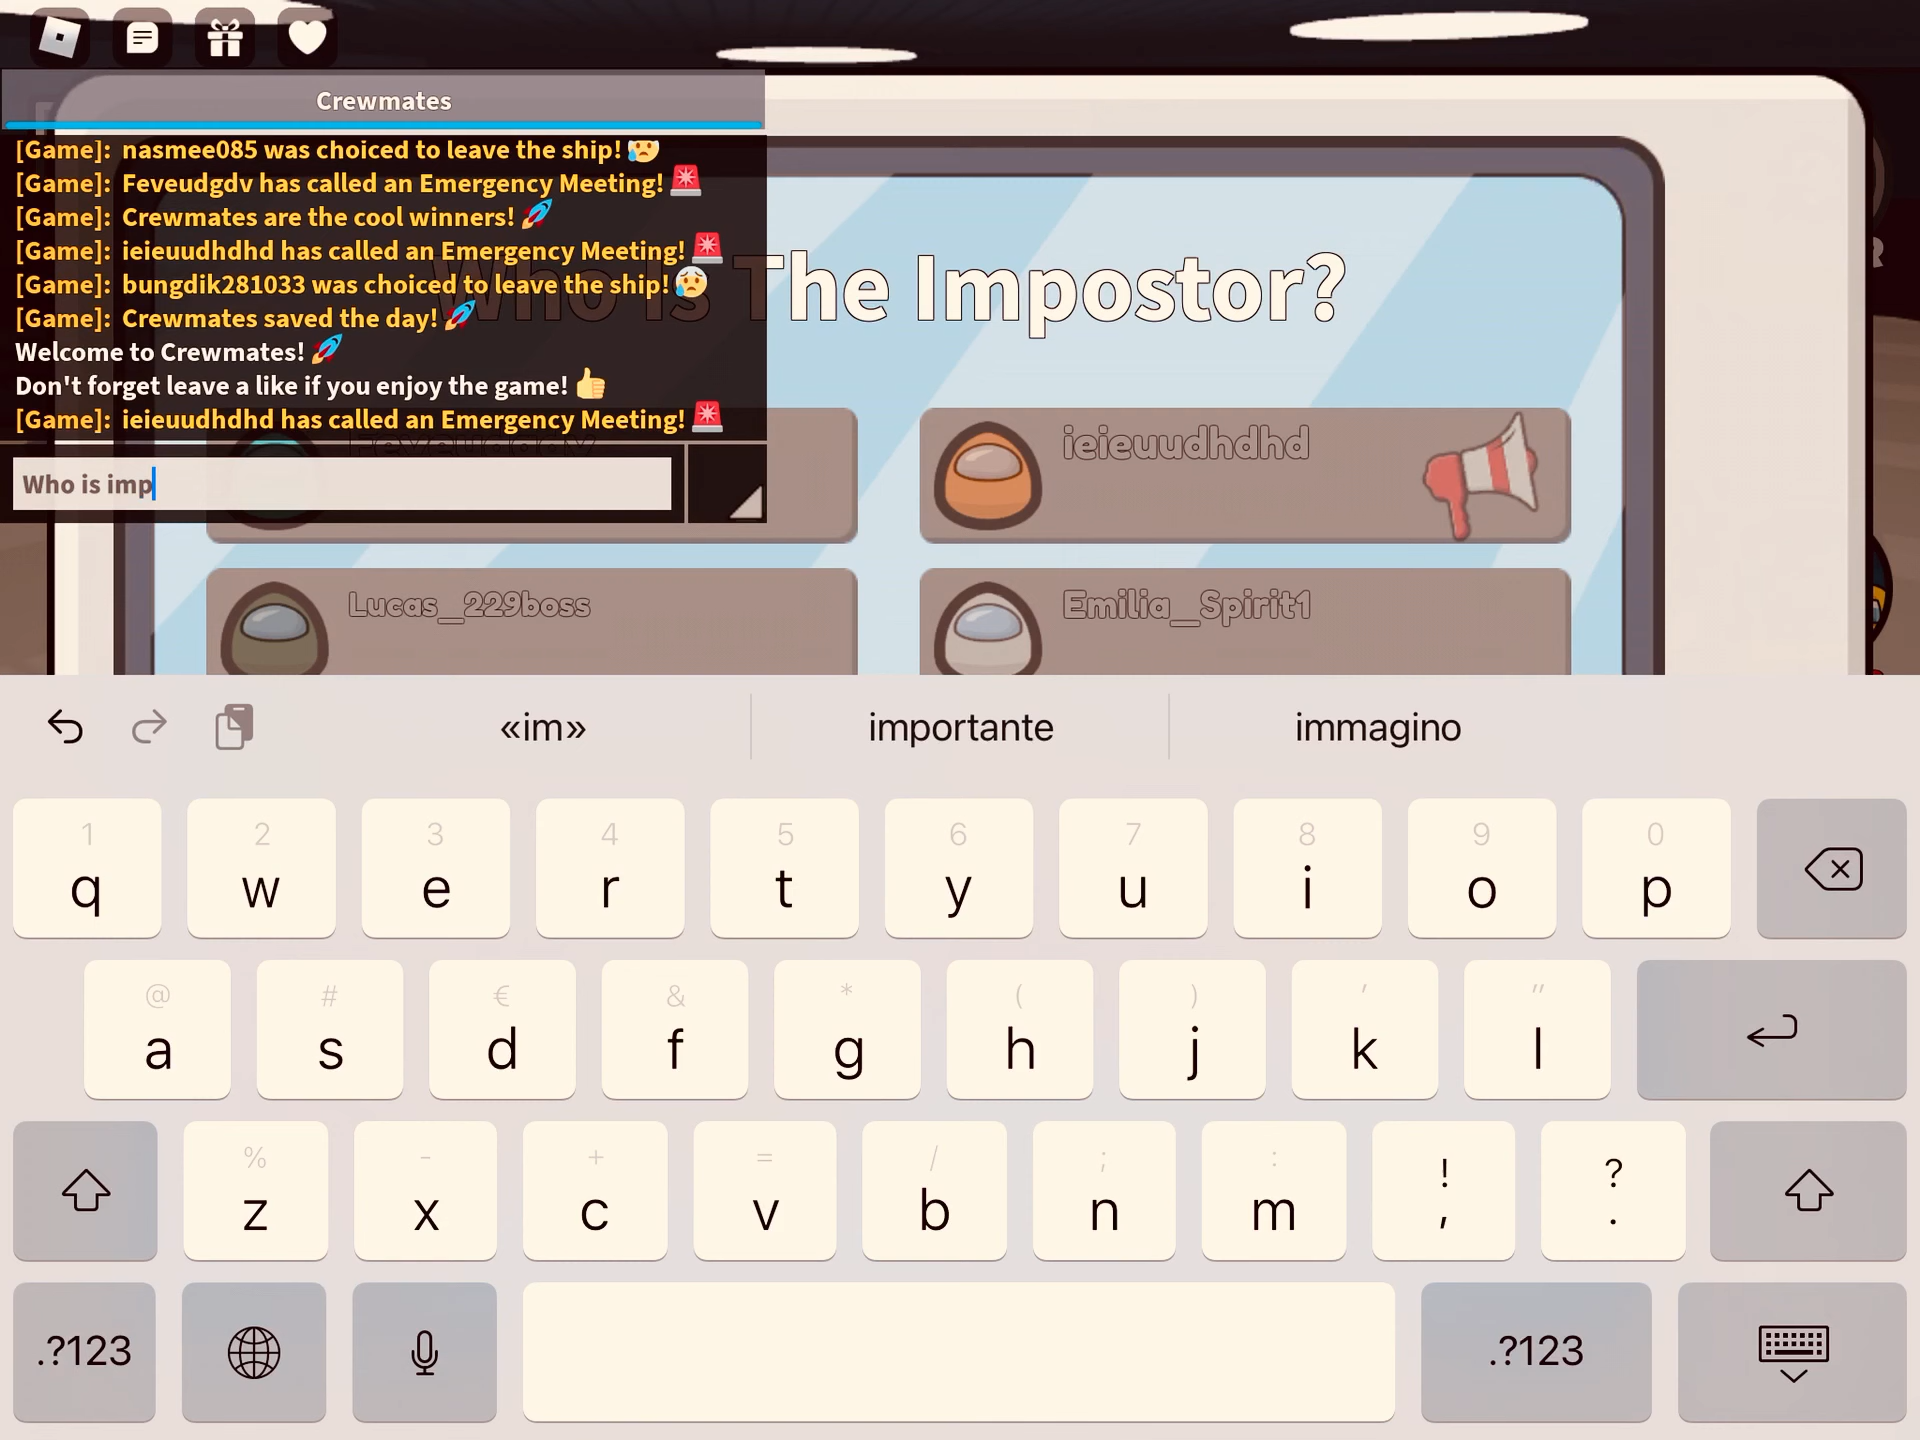 Crewmates
[Game]: nasmee085 was choiced to leave the ship! 😥
[Game]: Feveudgdv has called an Emergency Meeting! 🚨
[Game]: Crewmates are the cool winners! 🚀
[Game]: ieieuudhdhd has called an Emergency Meeting! 🚨
[Game]: bungdik281033 was choiced to leave the ship! 😥
[Game]: Crewmates saved the day! 🚀
Welcome to Crewmates! 🚀
Don't forget leave a like if you enjoy the game! 👍
[Game]: ieieuudhdhd has called an Emergency Meeting! 🚨
Who is imp
Who Is The Impostor?
Feveudgdv
ieieuudhdhd
Lucas_229boss
Emilia_Spirit1
«im» importante immagino
1 2 3 4 5 6 7 8 9 0
q w e r t y u i o p
@ # € & * ( ) ' "
a s d f g h j k l
% - + = / ; : ! ?
z x c v b n m , .
.?123 .?123